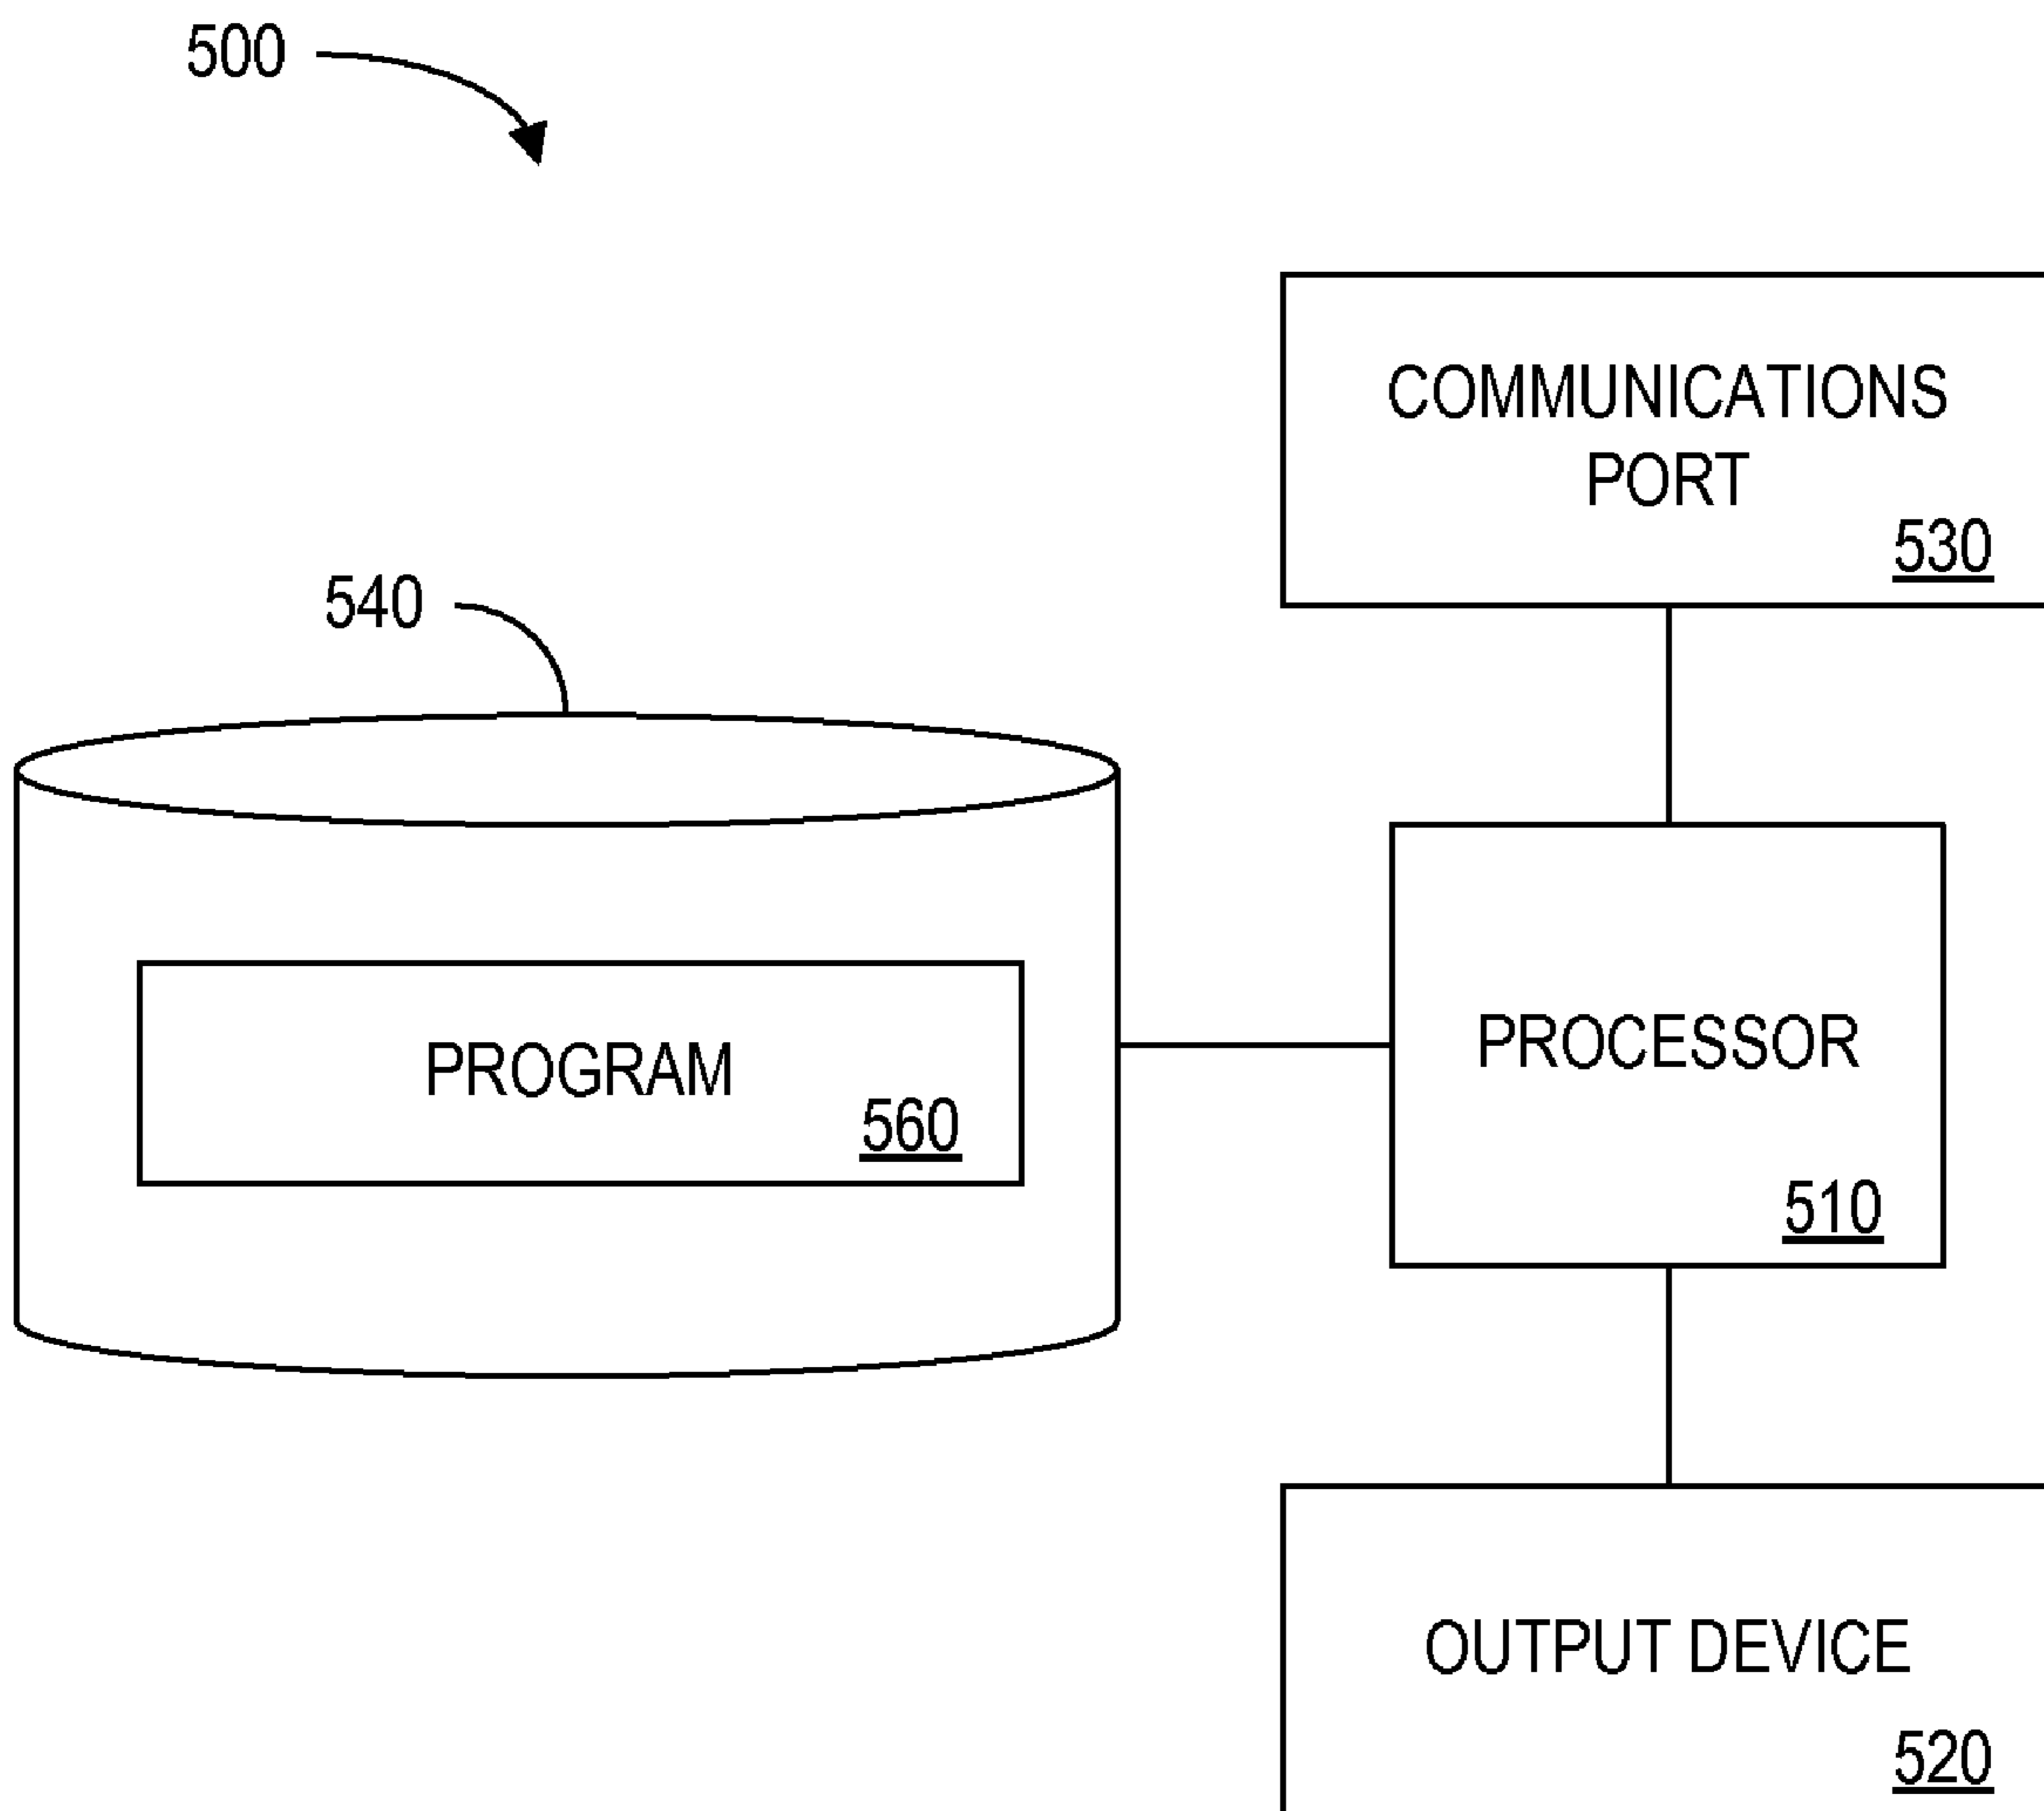 500
COMMUNICATIONS
PORT
530
540
PROGRAM
560
PROCESSOR
510
OUTPUT DEVICE
520